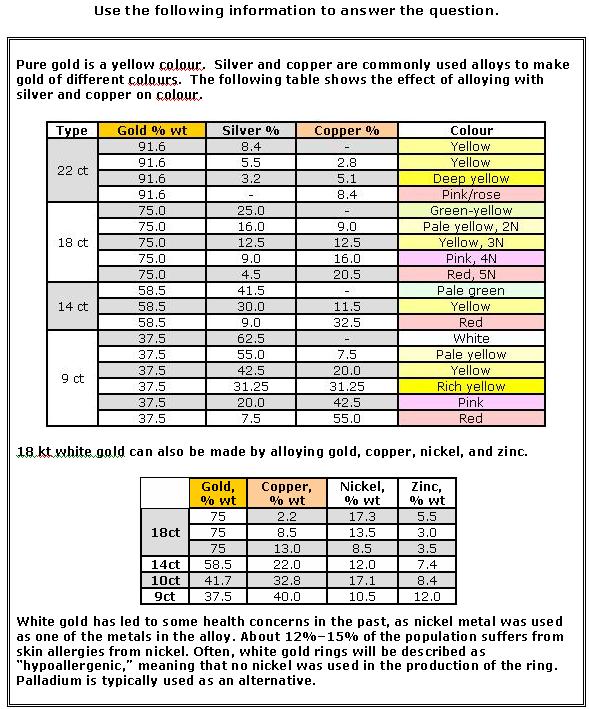 Use the following information to answer the question.
Pure gold is a yellow colour. Silver and copper are commonly used alloys to make
gold of different colours. The following table shows the effect of alloying with
silver and copper on colour.
Type Gold % wt Silver % Copper % Colour
22 ct
91.6 8.4 - Yellow
91.6 5.5 2.8 Yellow
91.6 3.2 5.1 Deep yellow
91.6 - 8.4 Pink/rose
18 ct
75.0 25.0 - Green-yellow
75.0 16.0 9.0 Pale yellow, 2N
75.0 12.5 12.5 Yellow, 3N
75.0 9.0 16.0 Pink, 4N
75.0 4.5 20.5 Red, 5N
14 ct
58.5 41.5 - Pale green
58.5 30.0 11.5 Yellow
58.5 9.0 32.5 Red
9 ct
37.5 62.5 - White
37.5 55.0 7.5 Pale yellow
37.5 42.5 20.0 Yellow
37.5 31.25 31.25 Rich yellow
37.5 20.0 42.5 Pink
37.5 7.5 55.0 Red
18 kt white gold can also be made by alloying gold, copper, nickel, and zinc.
Gold, Copper, Nickel, Zinc,
% wt % wt % wt % wt
18ct
75 2.2 17.3 5.5
75 8.5 13.5 3.0
75 13.0 8.5 3.5
14ct 58.5 22.0 12.0 7.4
10ct 41.7 32.8 17.1 8.4
9ct 37.5 40.0 10.5 12.0
White gold has led to some health concerns in the past, as nickel metal was used
as one of the metals in the alloy. About 12%–15% of the population suffers from
skin allergies from nickel. Often, white gold rings will be described as
"hypoallergenic," meaning that no nickel was used in the production of the ring.
Palladium is typically used as an alternative.